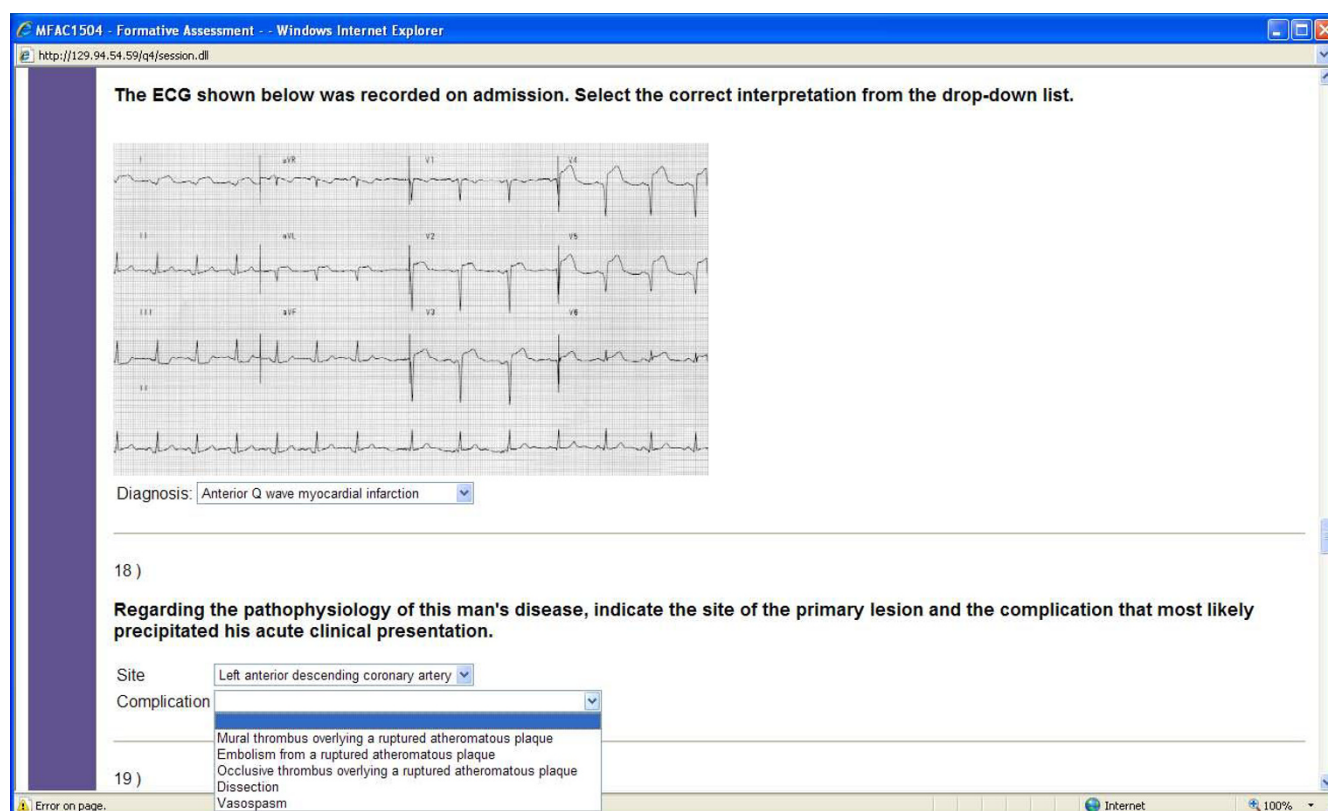 MFAC1504 - Formative Assessment - - Windows Internet Explorer
http://129.94.54.59/q4/session.dll
The ECG shown below was recorded on admission. Select the correct interpretation from the drop-down list.
I aVR V1 V4
II aVL V2 V5
III aVF V3 V6
II
Diagnosis: Anterior Q wave myocardial infarction
18 )
Regarding the pathophysiology of this man's disease, indicate the site of the primary lesion and the complication that most likely
precipitated his acute clinical presentation.
Site Left anterior descending coronary artery
Complication
Mural thrombus overlying a ruptured atheromatous plaque
Embolism from a ruptured atheromatous plaque
Occlusive thrombus overlying a ruptured atheromatous plaque
Dissection
Vasospasm
19 )
Error on page. Internet 100%